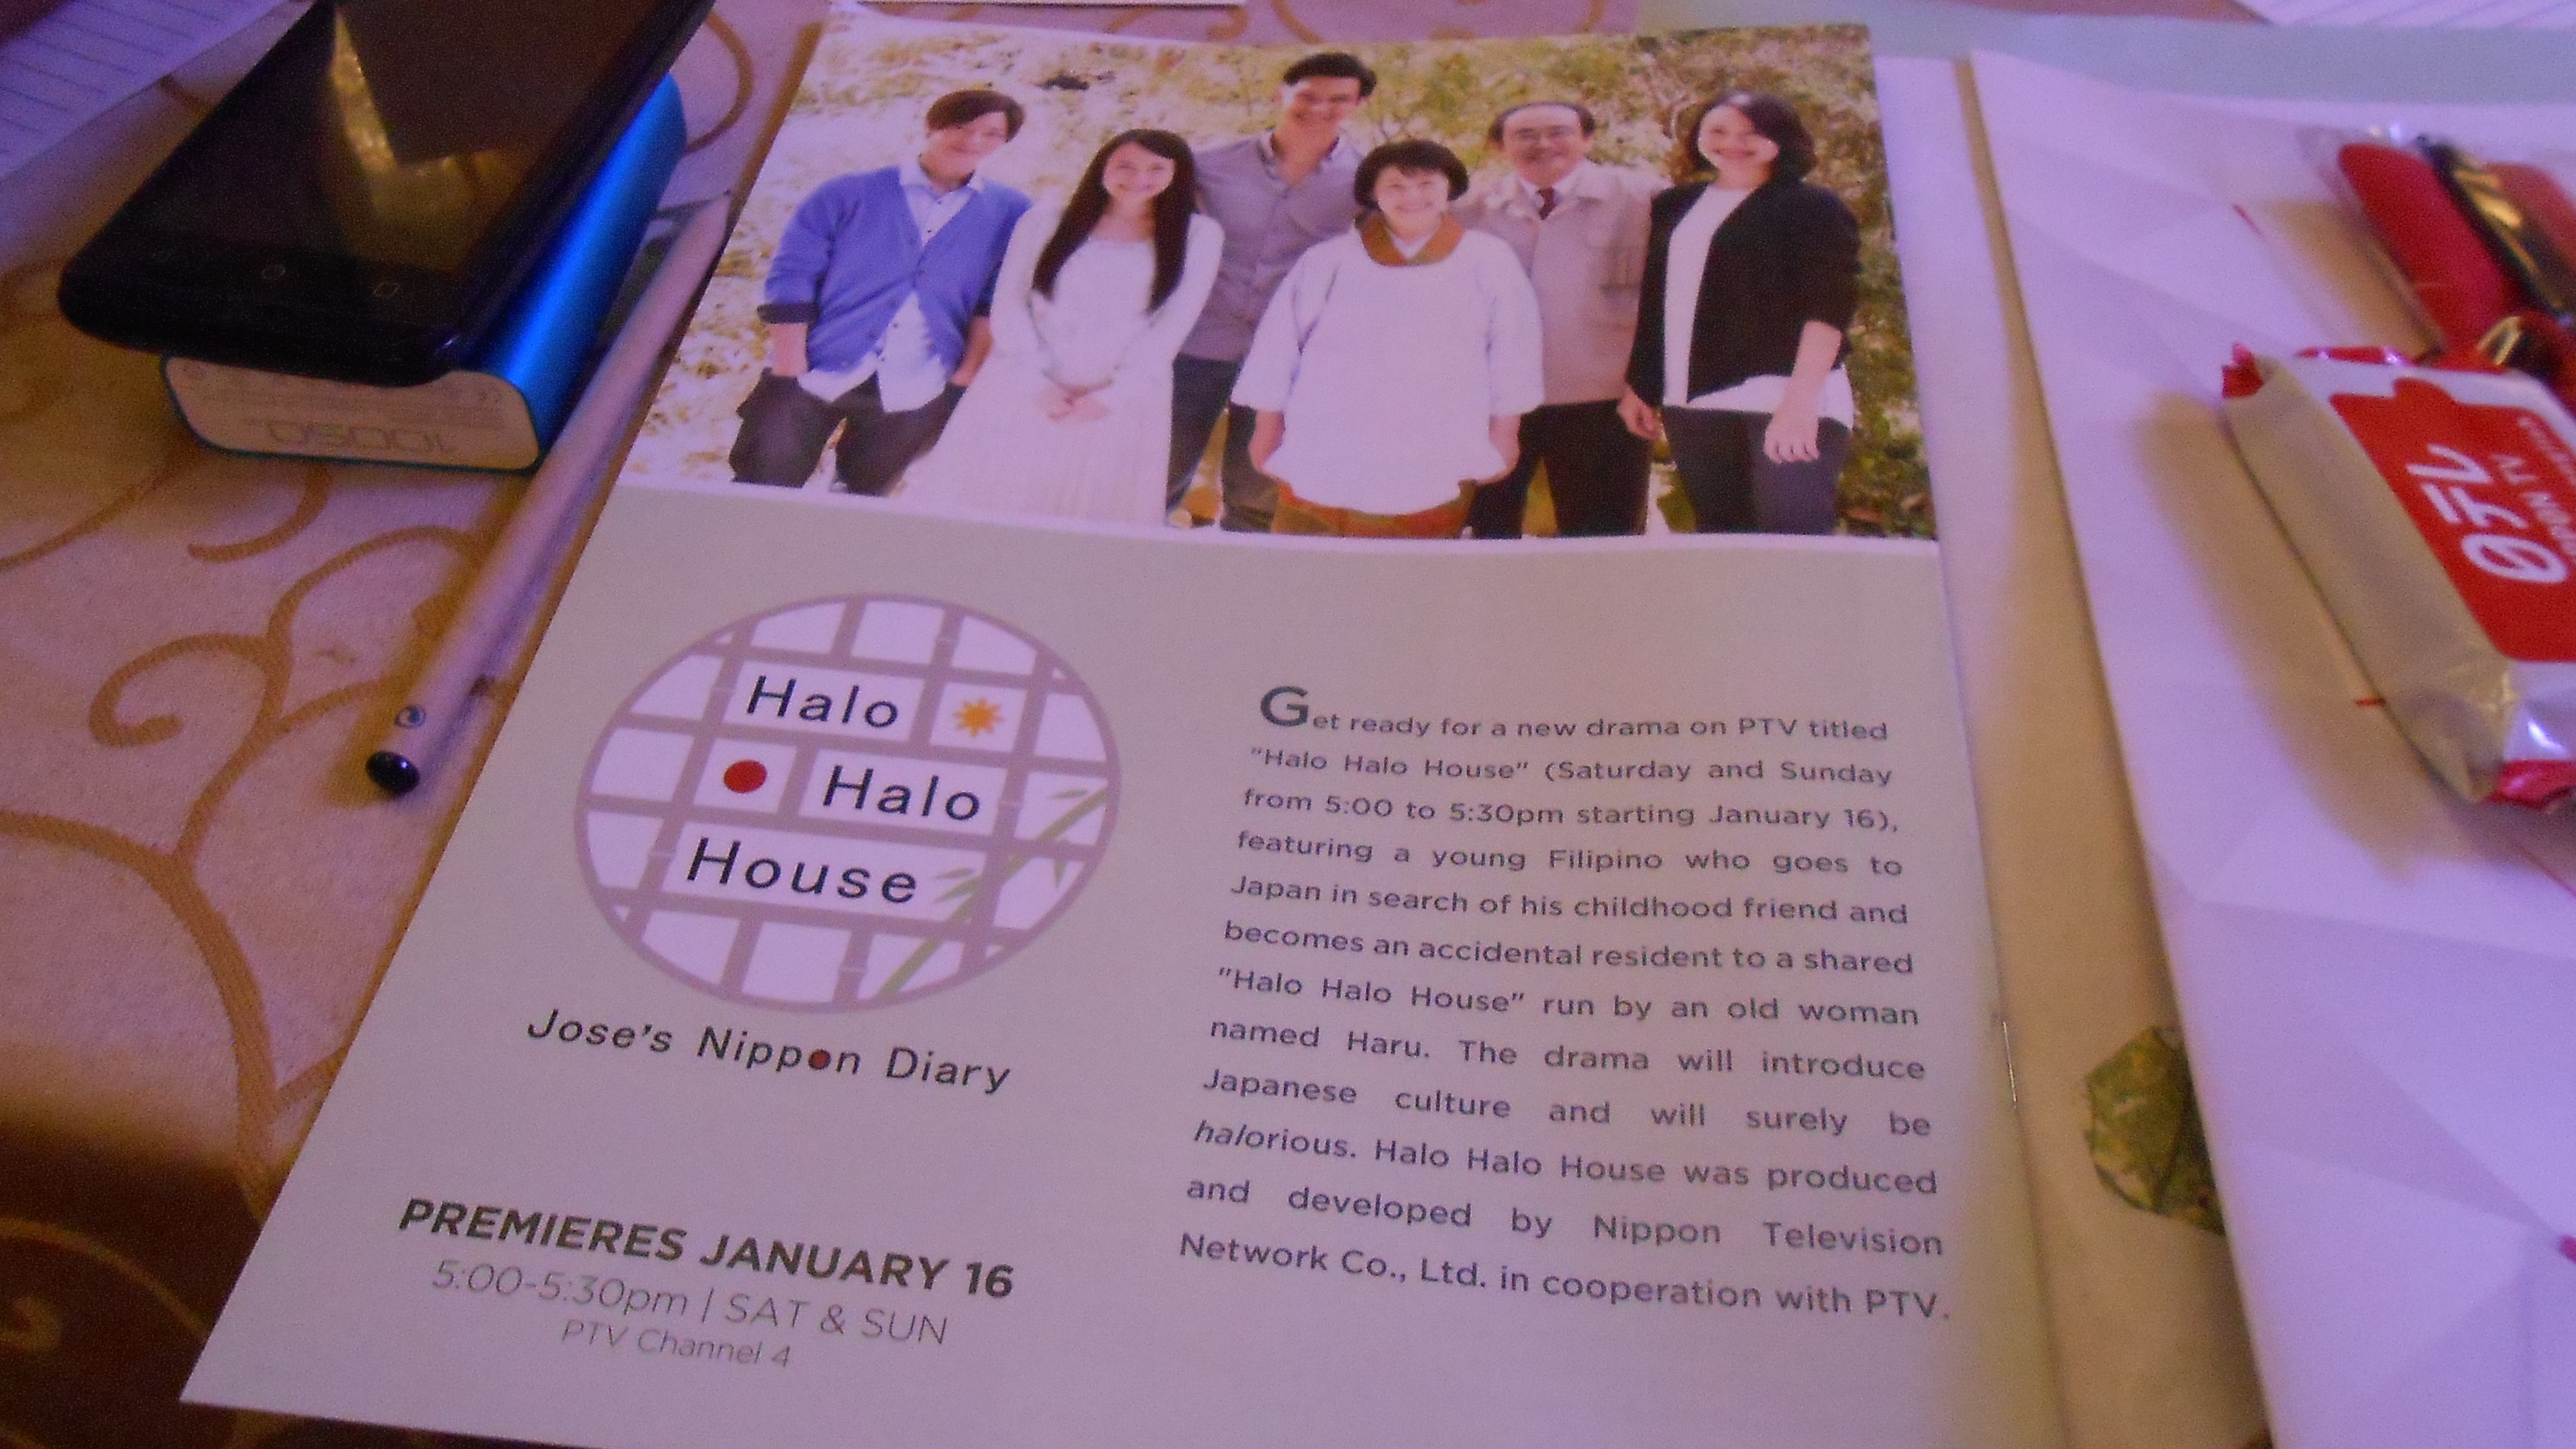 Halo
Halo
House
Jose's Nippon Diary
PREMIERES JANUARY 16
5:00-5:30pm | SAT & SUN
PTV Channel 4
Get ready for a new drama on PTV titled
"Halo Halo House" (Saturday and Sunday
from 5:00 to 5:30pm starting January 16),
featuring a young Filipino who goes to
Japan in search of his childhood friend and
becomes an accidental resident to a shared
"Halo Halo House" run by an old woman
named Haru. The drama will introduce
Japanese culture and will surely be
halorious. Halo Halo House was produced
and developed by Nippon Television
Network Co., Ltd. in cooperation with PTV.